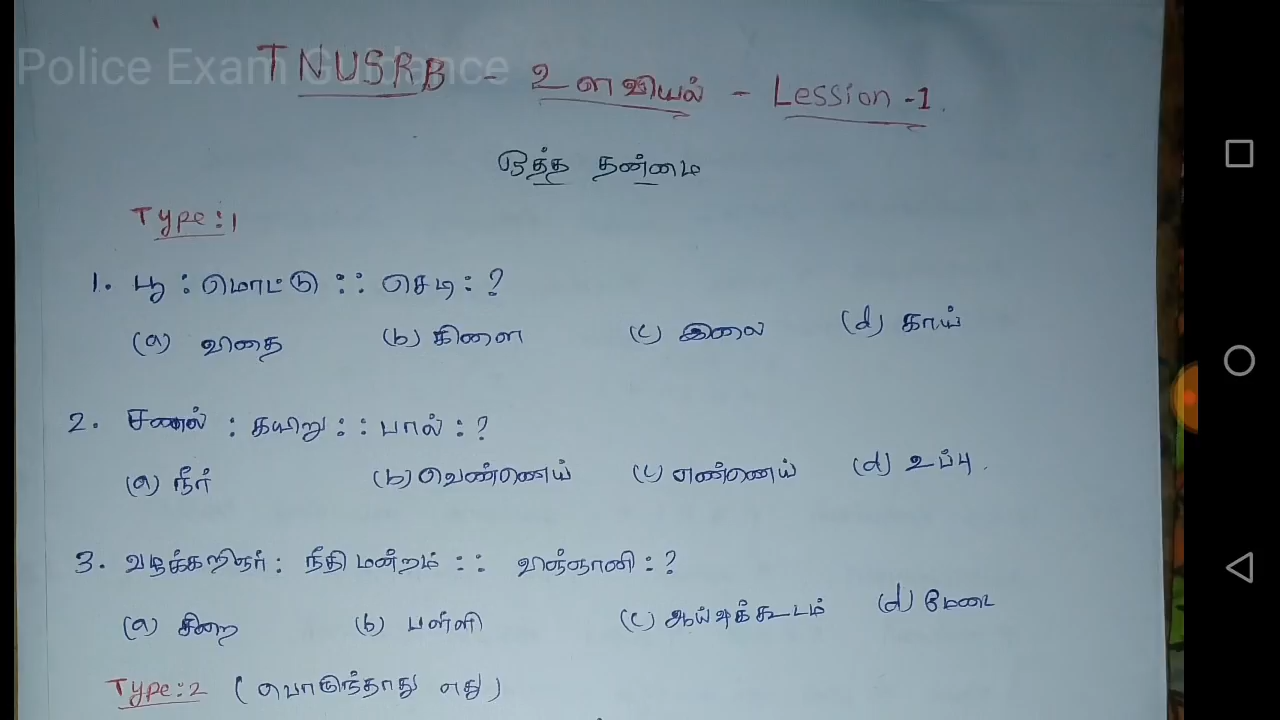 Police Exam Guidance
TNUSRB - உளவியல் - Lession -1.
ஒத்த தன்மை
Type:1
1. பூ : மொட்டு :: செடி : ?
(a) விதை (b) கிளை (c) இலை (d) காய்
2. சணல் : கயிறு :: பால் : ?
(a) நீர் (b) வெண்ணெய் (c) எண்ணெய் (d) உப்பு.
3. வழக்கறிஞர் : நீதி மன்றம் :: விஞ்ஞானி : ?
(a) சிறை (b) பள்ளி (c) ஆய்வுக்கூடம் (d) மேடை
Type:2 (பொருந்தாது எது)